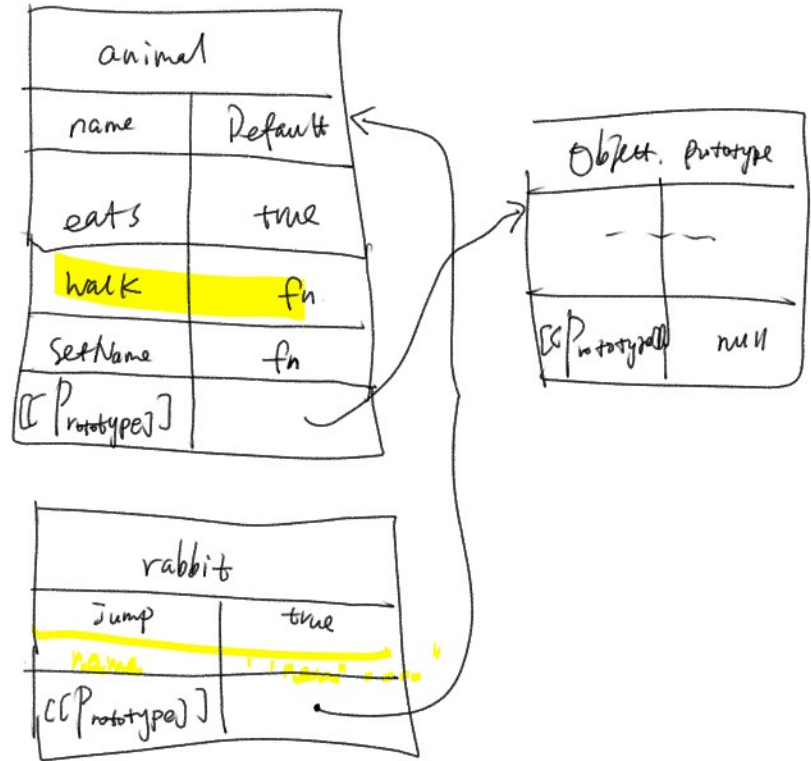 animal
name Default
eats true
walk fn
SetName fn
[[Prototype]]
Object. prototype
[[Prototype]] null
rabbit
Jump true
name
[[Prototype]]